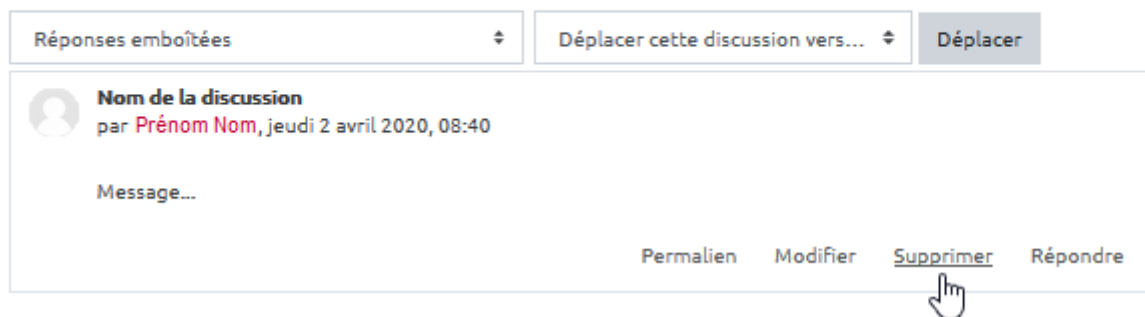 Réponses emboîtées Déplacer cette discussion vers... Déplacer
Nom de la discussion
par Prénom Nom, jeudi 2 avril 2020, 08:40
Message...
Permalien Modifier Supprimer Répondre